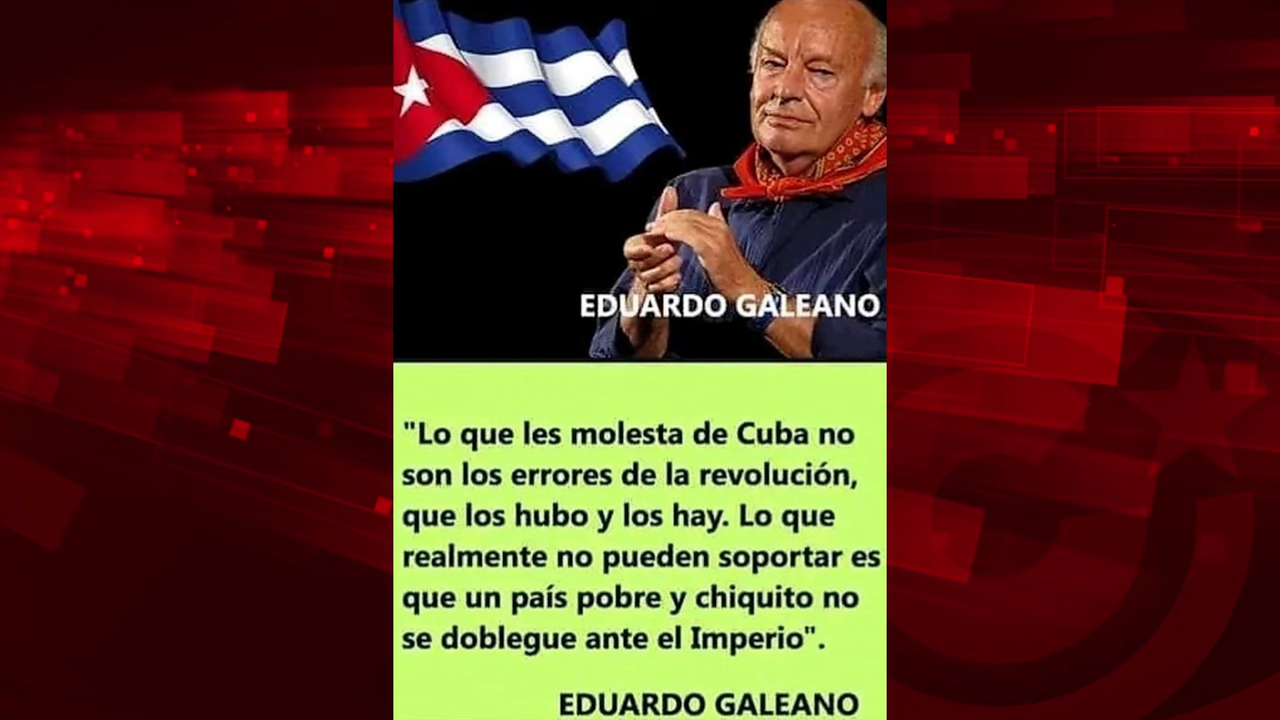 EDUARDO GALEANO
"Lo que les molesta de Cuba no
son los errores de la revolución,
que los hubo y los hay. Lo que
realmente no pueden soportar es
que un país pobre y chiquito no
se doblegue ante el Imperio".
EDUARDO GALEANO